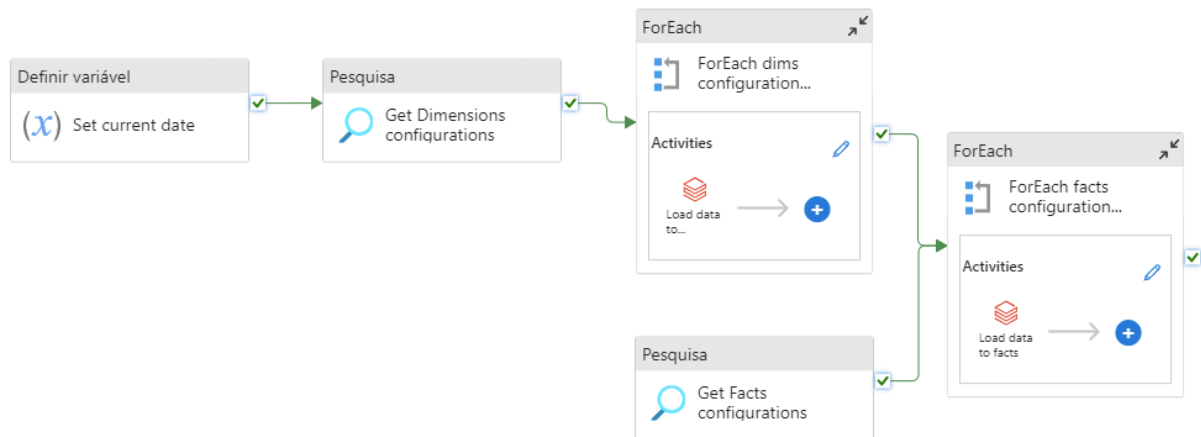 Definir variável
(x) Set current date
Pesquisa
Get Dimensions
configurations
ForEach
ForEach dims
configuration...
Activities
Load data
to...
ForEach
ForEach facts
configuration...
Activities
Load data
to facts
Pesquisa
Get Facts
configurations